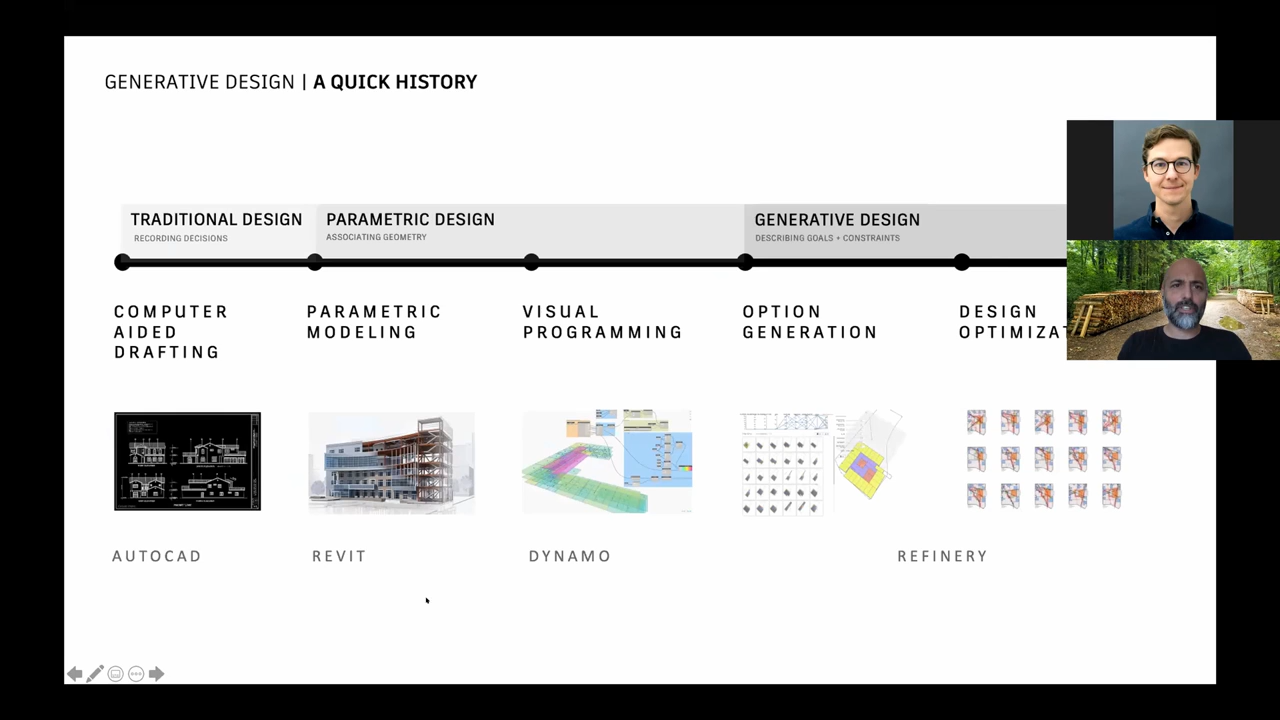 GENERATIVE DESIGN | A QUICK HISTORY
TRADITIONAL DESIGN
RECORDING DECISIONS
PARAMETRIC DESIGN
ASSOCIATING GEOMETRY
GENERATIVE DESIGN
DESCRIBING GOALS + CONSTRAINTS
COMPUTER
AIDED
DRAFTING
PARAMETRIC
MODELING
VISUAL
PROGRAMMING
OPTION
GENERATION
DESIGN
OPTIMIZAT
AUTOCAD
REVIT
DYNAMO
REFINERY